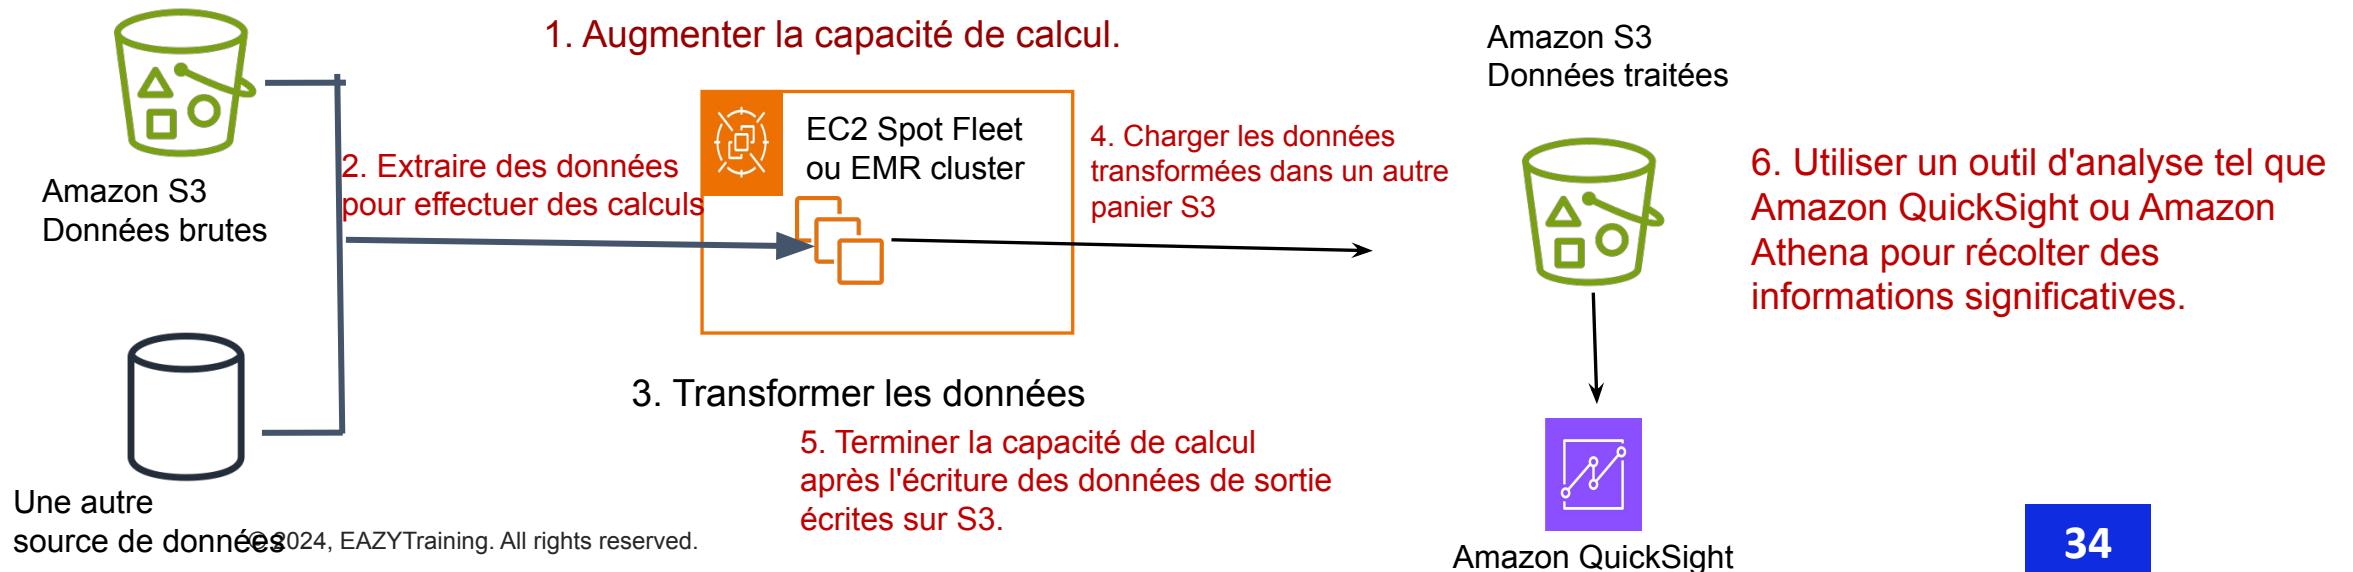 1. Augmenter la capacité de calcul.
Amazon S3
Données brutes
2. Extraire des données
pour effectuer des calculs
EC2 Spot Fleet
ou EMR cluster
4. Charger les données
transformées dans un autre
panier S3
Amazon S3
Données traitées
6. Utiliser un outil d'analyse tel que
Amazon QuickSight ou Amazon
Athena pour récolter des
informations significatives.
3. Transformer les données
5. Terminer la capacité de calcul
après l'écriture des données de sortie
écrites sur S3.
Une autre
source de données
© 2024, EAZYTraining. All rights reserved.
Amazon QuickSight
34